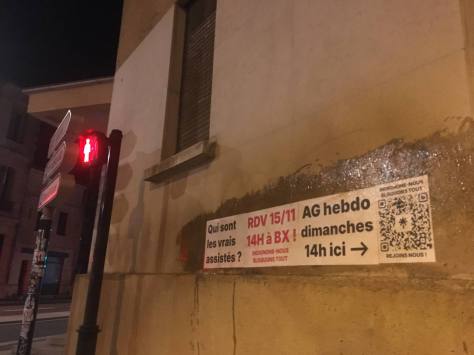 Qui sont
les vrais
assistés ?
RDV 15/11
14H à BX !
INDIGNONS-NOUS
BLOQUONS TOUT
AG hebdo
dimanches
14h ici →
INDIGNONS-NOUS
BLOQUONS TOUT
REJOINS NOUS !